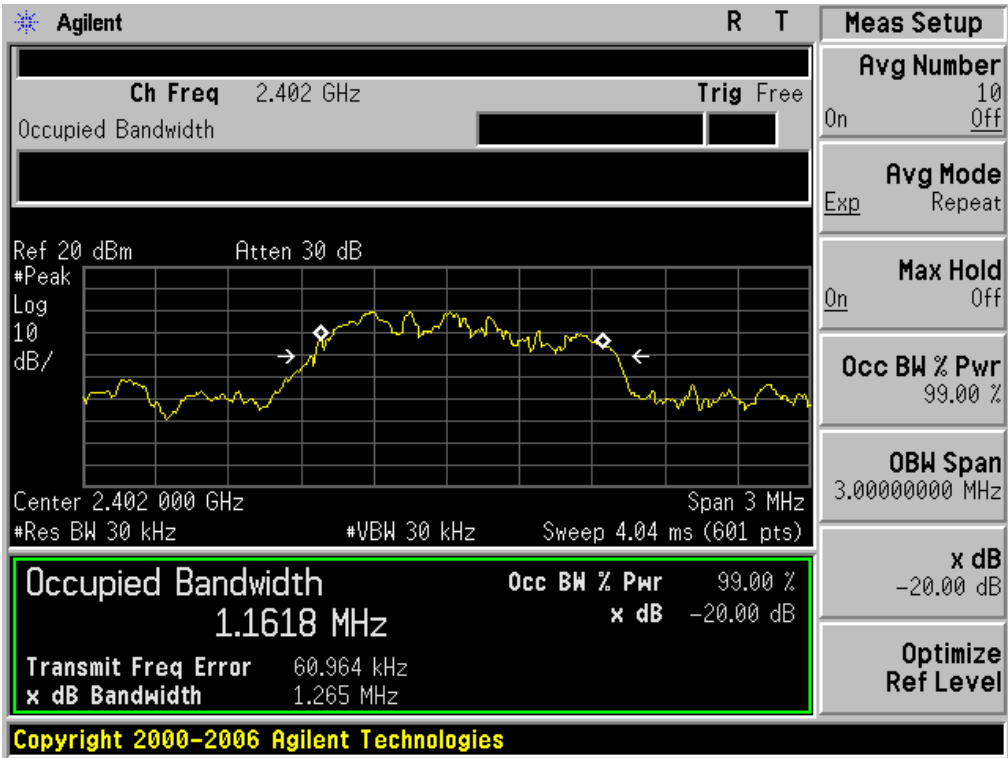 Agilent R T Meas Setup
Ch Freq 2.402 GHz Trig Free
Occupied Bandwidth
Ref 20 dBm Atten 30 dB
#Peak
Log
10
dB/
Center 2.402 000 GHz Span 3 MHz
#Res BW 30 kHz #VBW 30 kHz Sweep 4.04 ms (601 pts)
Occupied Bandwidth Occ BW % Pwr 99.00 %
1.1618 MHz x dB -20.00 dB
Transmit Freq Error 60.964 kHz
x dB Bandwidth 1.265 MHz
Copyright 2000-2006 Agilent Technologies
Avg Number
10
On Off
Avg Mode
Exp Repeat
Max Hold
On Off
Occ BW % Pwr
99.00 %
OBW Span
3.00000000 MHz
x dB
-20.00 dB
Optimize
Ref Level